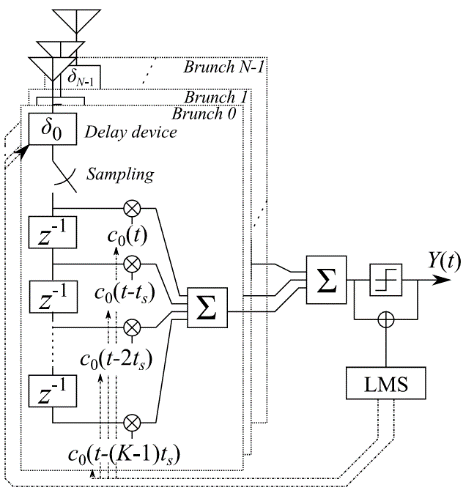 Brunch N-1
δN-1
Brunch 1
Brunch 0
δ0
Delay device
Sampling
z-1
c0(t)
z-1
c0(t-ts)
Σ
Σ
Y(t)
c0(t-2ts)
LMS
z-1
c0(t-(K-1)ts)